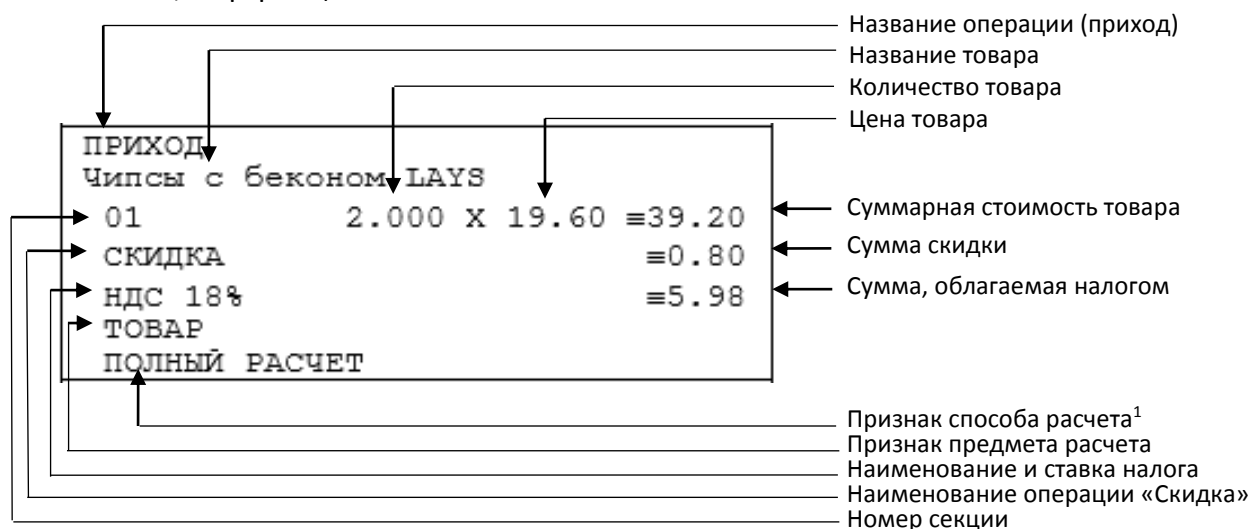 Название операции (приход)
Название товара
Количество товара
Цена товара
ПРИХОД
Чипсы с беконом LAYS
01 2.000 X 19.60 ≡39.20
Суммарная стоимость товара
СКИДКА ≡0.80
Сумма скидки
НДС 18% ≡5.98
Сумма, облагаемая налогом
ТОВАР
ПОЛНЫЙ РАСЧЕТ
Признак способа расчета¹
Признак предмета расчета
Наименование и ставка налога
Наименование операции «Скидка»
Номер секции